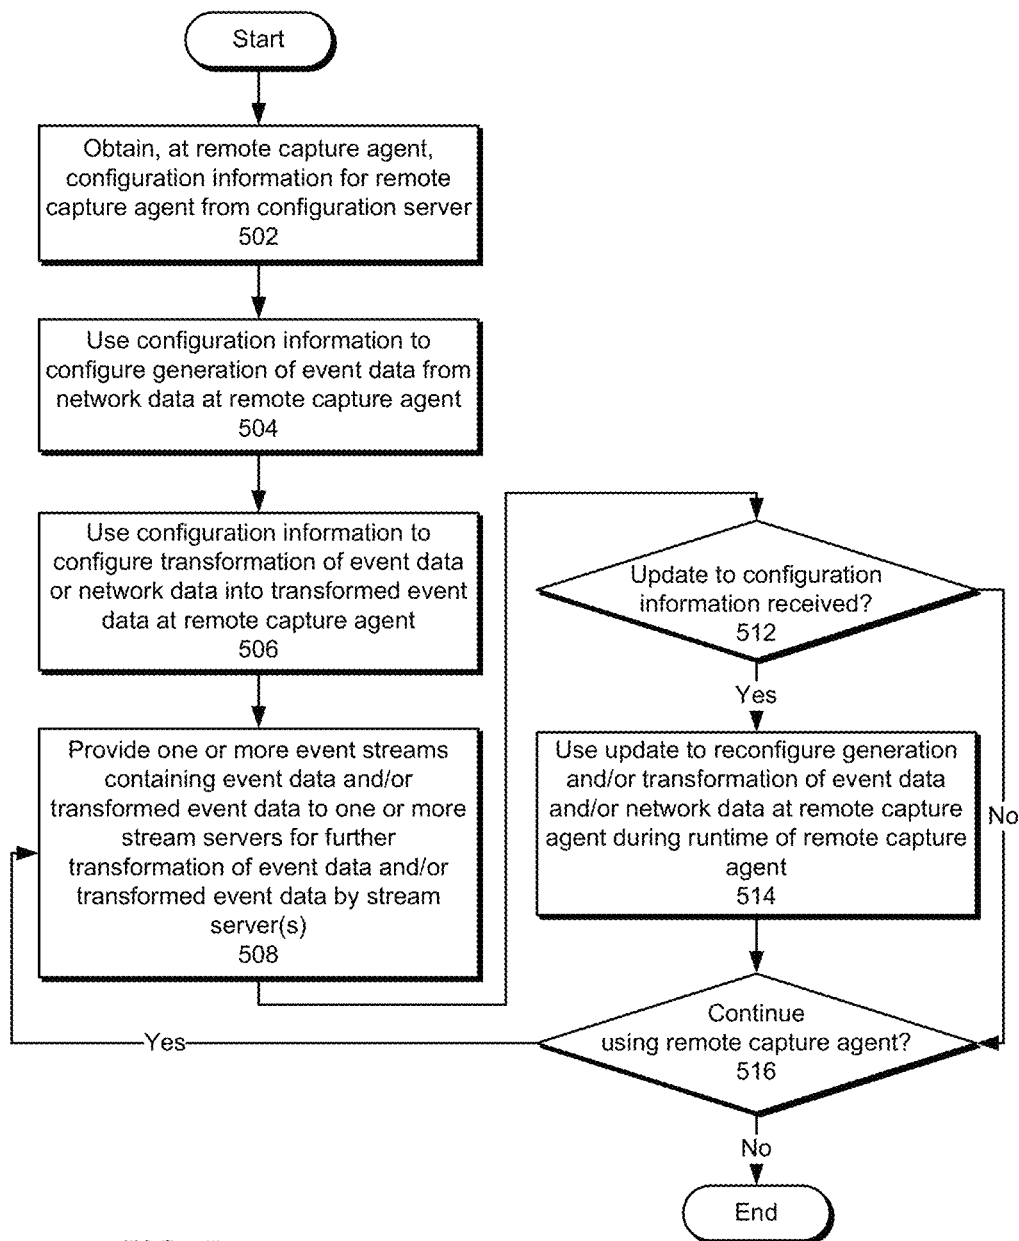 Start
Obtain, at remote capture agent,
configuration information for remote
capture agent from configuration server
502
Use configuration information to
configure generation of event data from
network data at remote capture agent
504
Use configuration information to
configure transformation of event data
or network data into transformed event
data at remote capture agent
506
Provide one or more event streams
containing event data and/or
transformed event data to one or more
stream servers for further
transformation of event data and/or
transformed event data by stream
server(s)
508
Update to configuration
information received?
512
Yes
No
Use update to reconfigure generation
and/or transformation of event data
and/or network data at remote capture
agent during runtime of remote capture
agent
514
Continue
using remote capture agent?
516
Yes
No
End